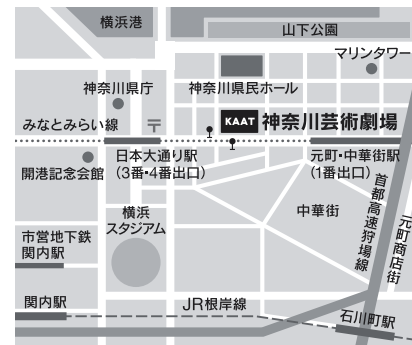 横浜港
山下公園
マリンタワー
神奈川県庁
神奈川県民ホール
みなとみらい線
〒
KAAT 神奈川芸術劇場
日本大通り駅
(3番・4番出口)
元町・中華街駅
(1番出口)
開港記念会館
横浜
スタジアム
中華街
首都高速狩場線
元町商店街
市営地下鉄
関内駅
関内駅
JR根岸線
石川町駅